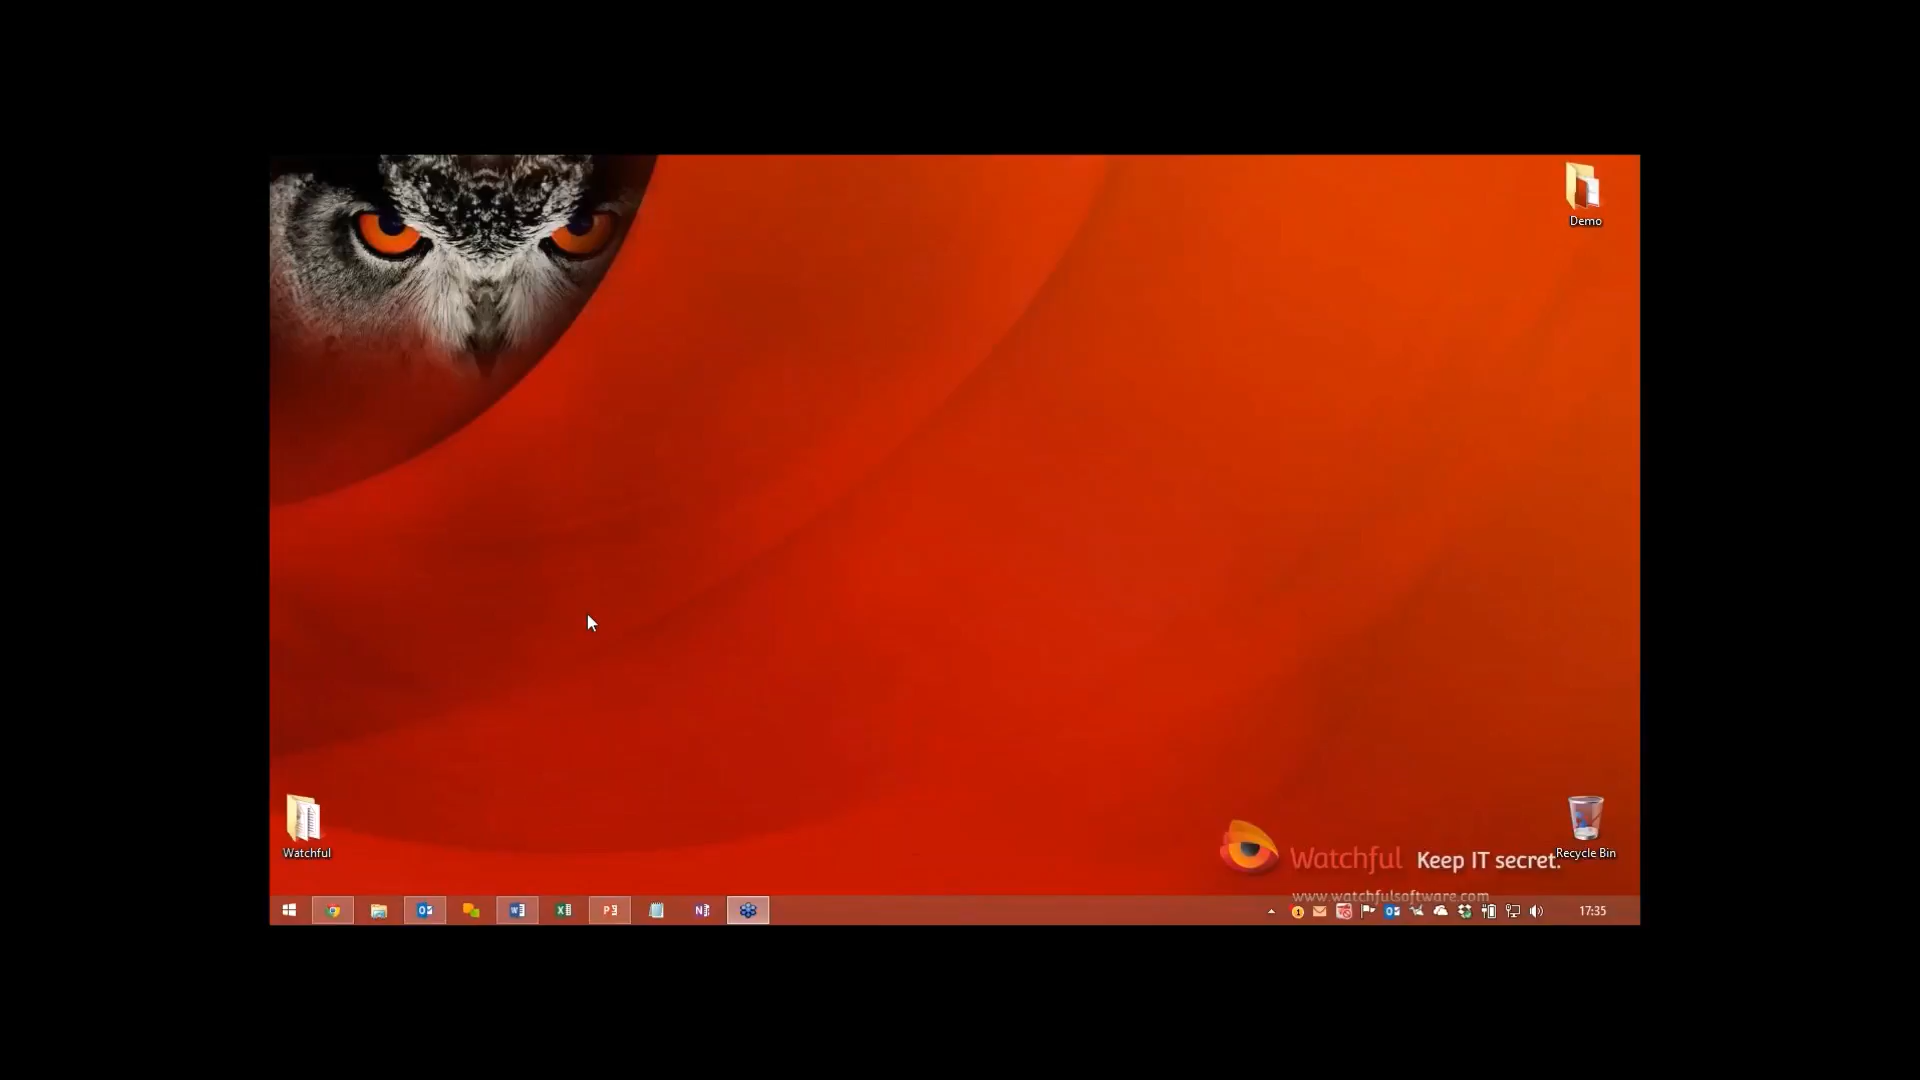 Demo
Watchful
Watchful Keep IT secret.
Recycle Bin
www.watchfulsoftware.com
17:35